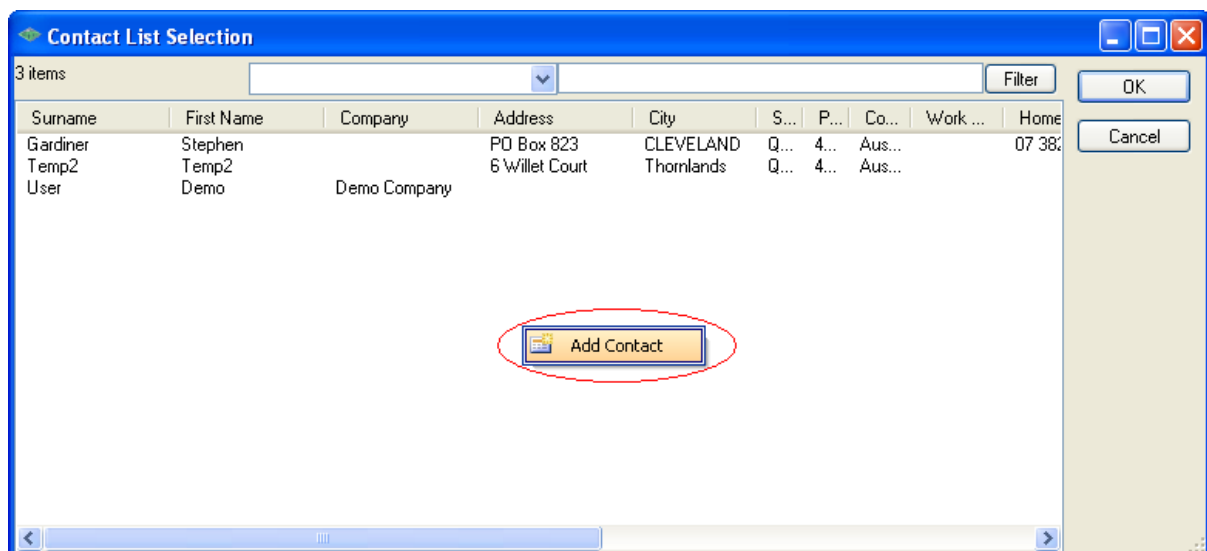 Contact List Selection
3 items Filter OK
Surname First Name Company Address City S... P... Co... Work ... Home
Cancel
Gardiner Stephen PO Box 823 CLEVELAND Q... 4... Aus... 07 382
Temp2 Temp2 6 Willet Court Thornlands Q... 4... Aus...
User Demo Demo Company
Add Contact